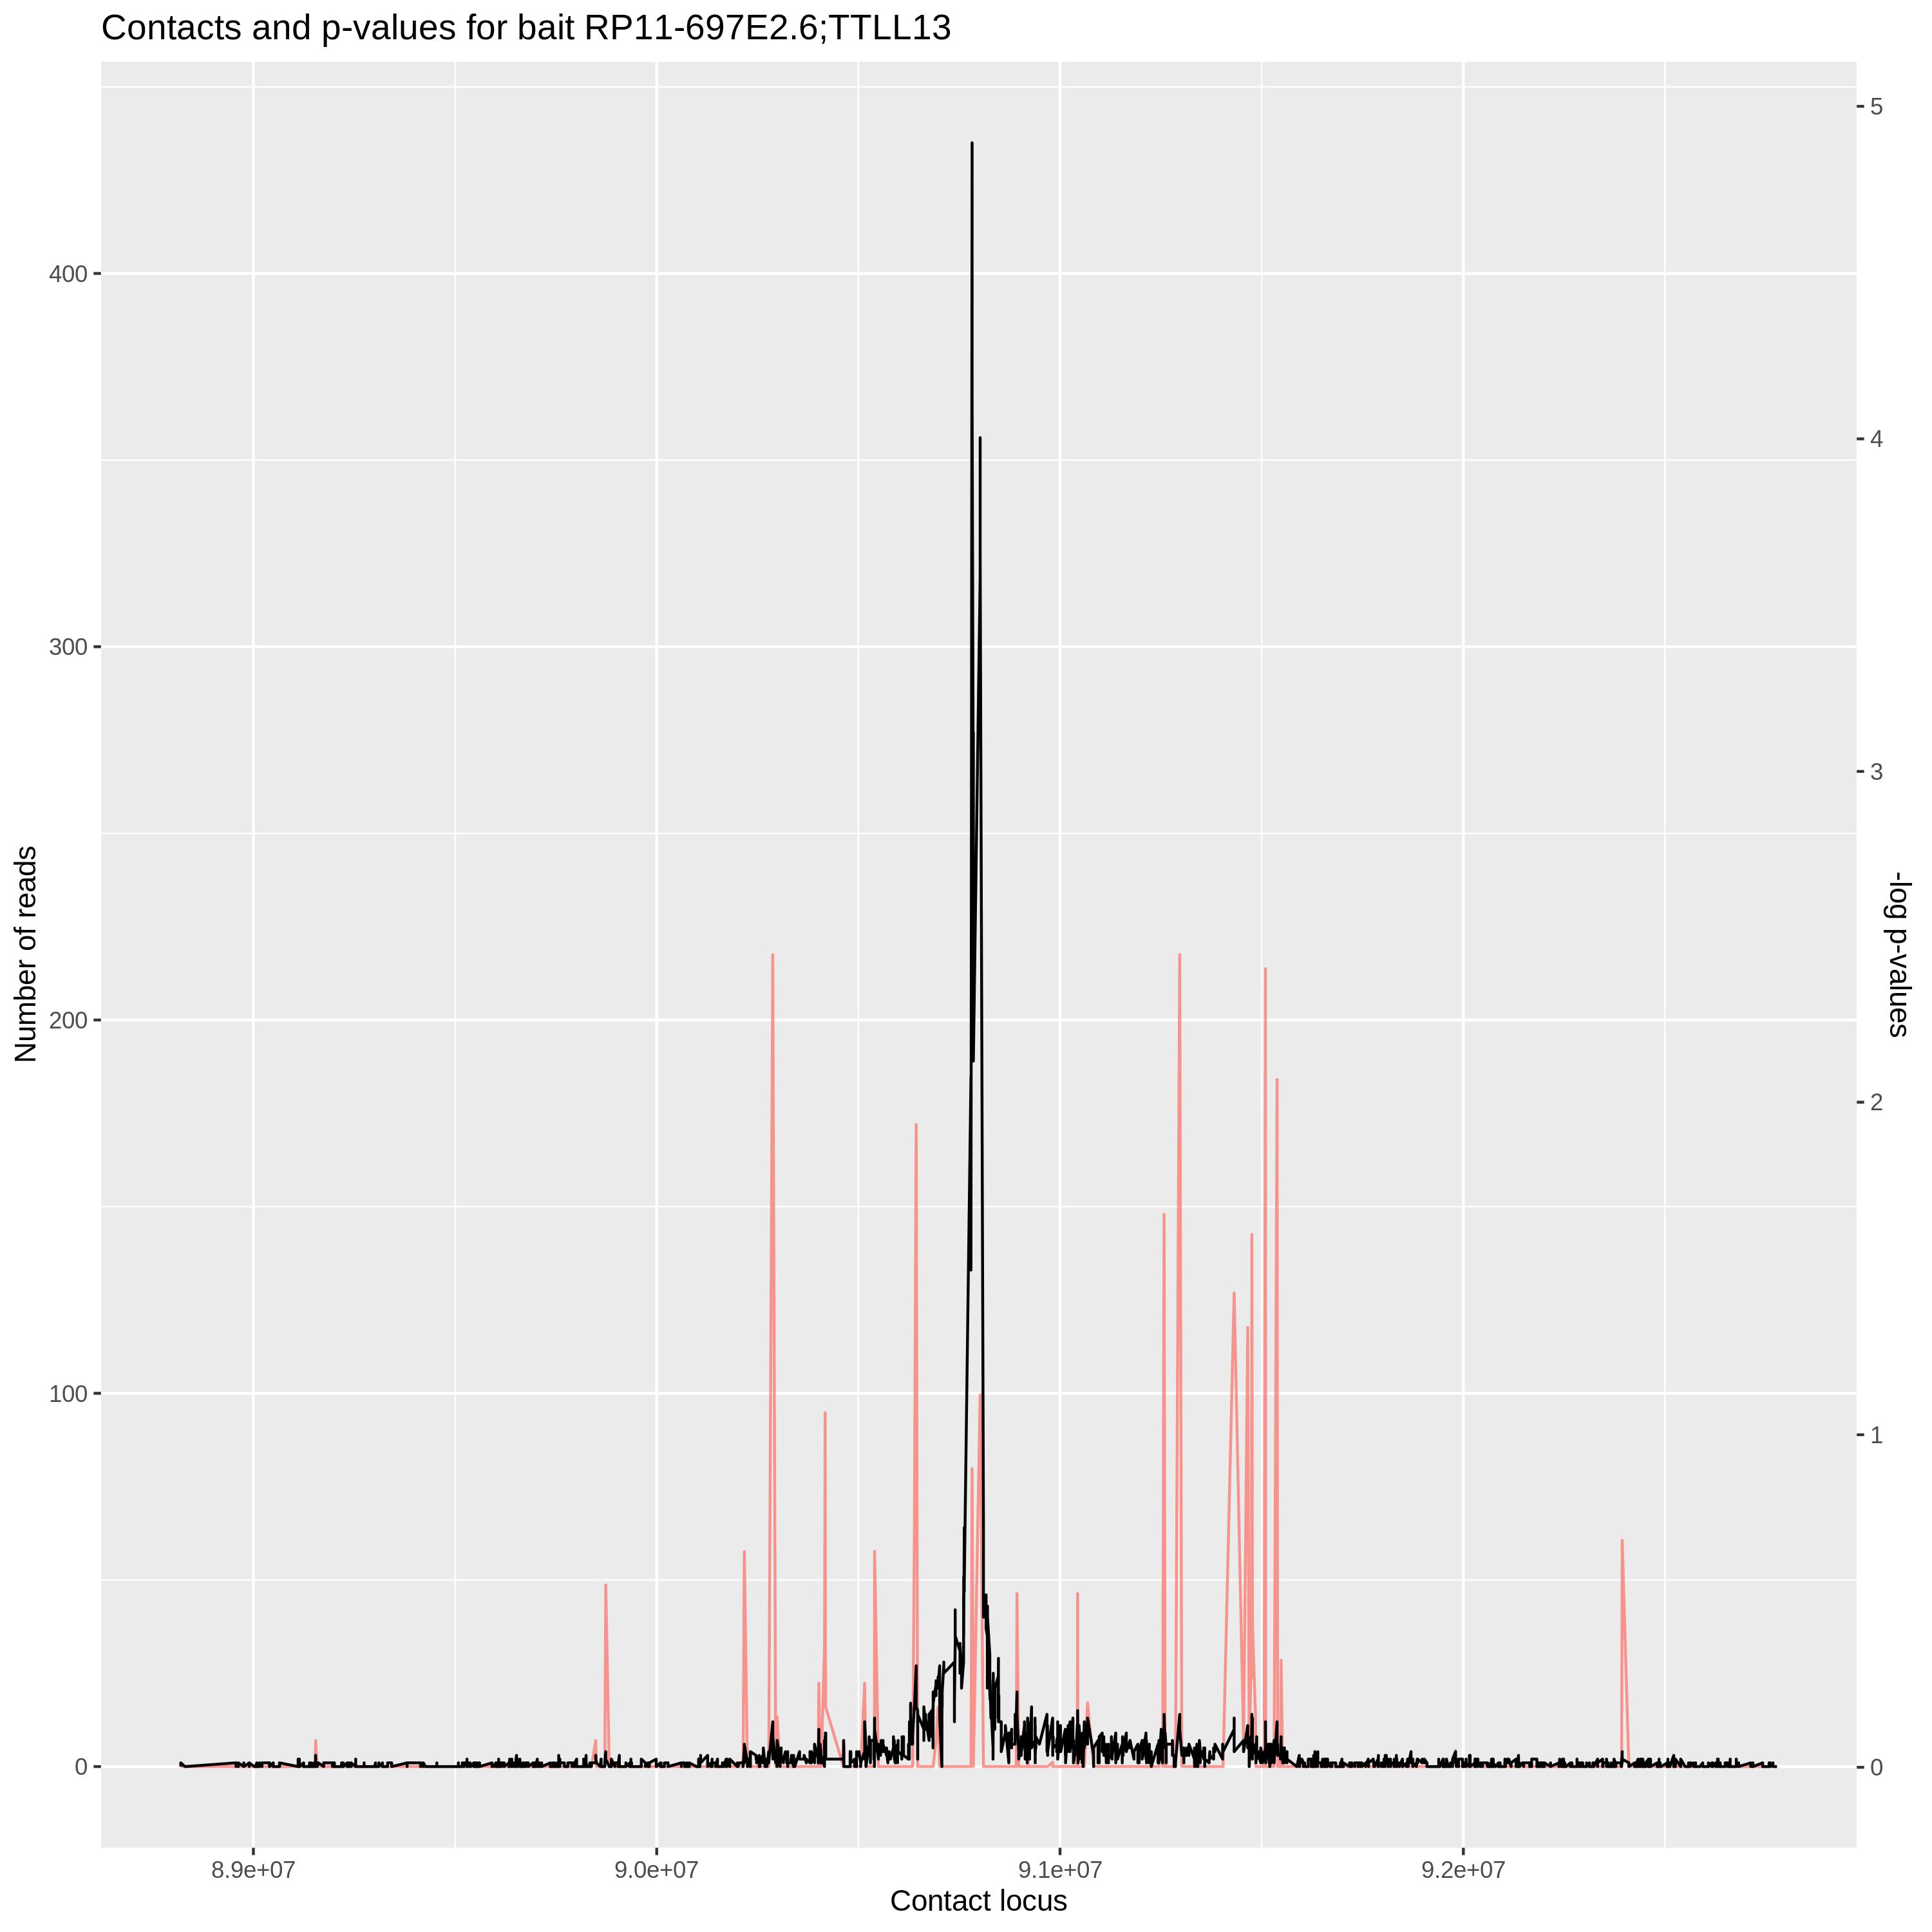 Contacts and p-values for bait RP11-697E2.6;TTLL13
Number of reads
400
300
200
100
0
5
4
3
2
1
0
-log p-values
8.9e+07
9.0e+07
9.1e+07
9.2e+07
Contact locus